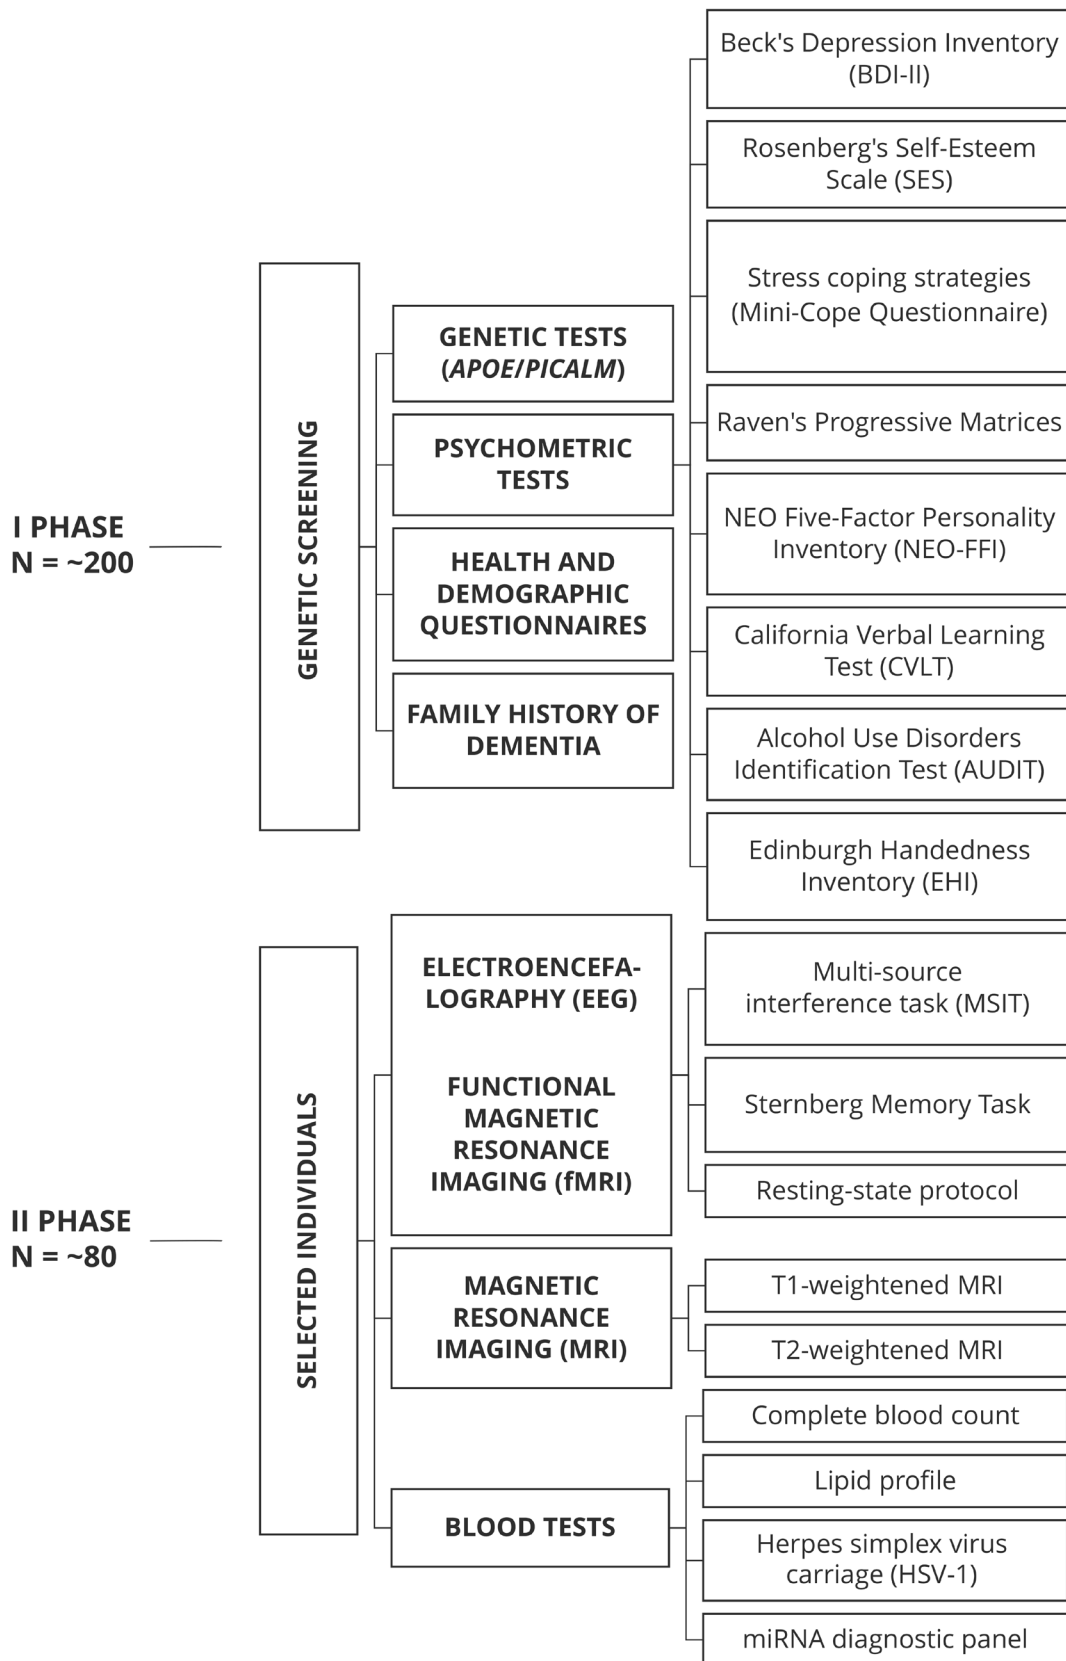 I PHASE
N = ~200
GENETIC SCREENING
GENETIC TESTS
(APOE/PICALM)
PSYCHOMETRIC
TESTS
HEALTH AND
DEMOGRAPHIC
QUESTIONNAIRES
FAMILY HISTORY OF
DEMENTIA
Beck's Depression Inventory
(BDI-II)
Rosenberg's Self-Esteem
Scale (SES)
Stress coping strategies
(Mini-Cope Questionnaire)
Raven's Progressive Matrices
NEO Five-Factor Personality
Inventory (NEO-FFI)
California Verbal Learning
Test (CVLT)
Alcohol Use Disorders
Identification Test (AUDIT)
Edinburgh Handedness
Inventory (EHI)
II PHASE
N = ~80
SELECTED INDIVIDUALS
ELECTROENCEFA-
LOGRAPHY (EEG)
FUNCTIONAL
MAGNETIC
RESONANCE
IMAGING (fMRI)
Multi-source
interference task (MSIT)
Sternberg Memory Task
Resting-state protocol
MAGNETIC
RESONANCE
IMAGING (MRI)
T1-weightened MRI
T2-weightened MRI
BLOOD TESTS
Complete blood count
Lipid profile
Herpes simplex virus
carriage (HSV-1)
miRNA diagnostic panel